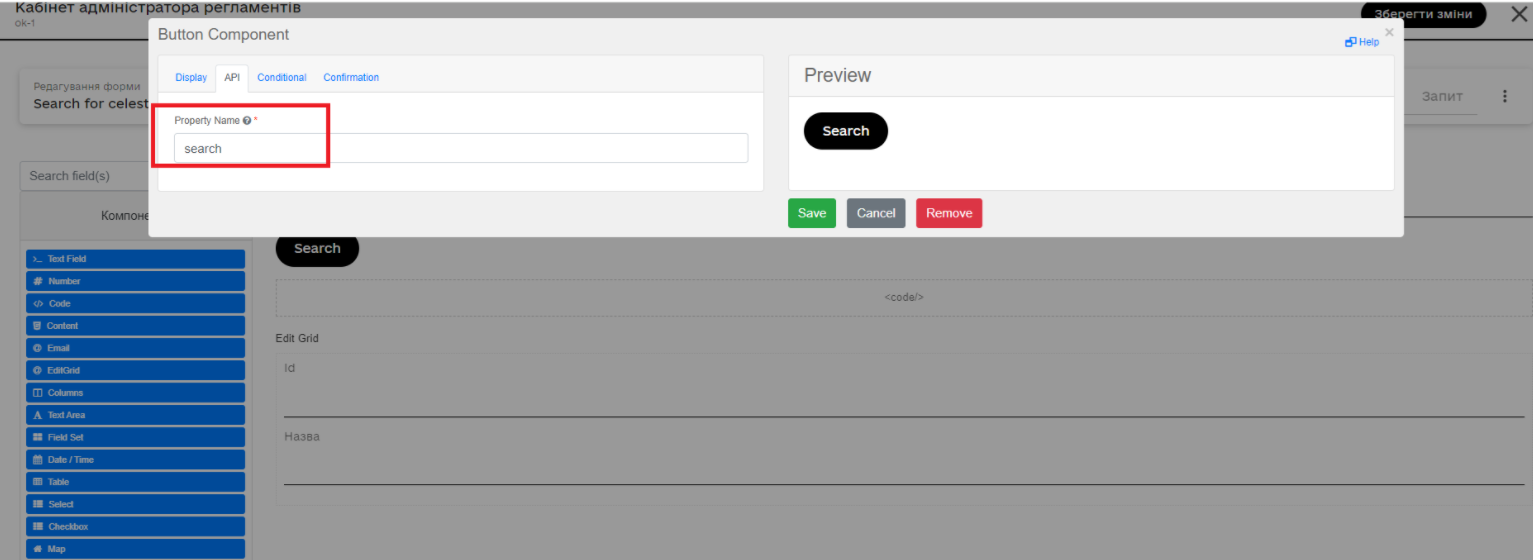 Кабінет адміністратора регламентів
ok-1
Зберегти зміни
Button Component
Help
Display API Conditional Confirmation
Property Name *
search
Preview
Search
Save Cancel Remove
Редагування форми
Search for celest
Запит
Search field(s)
Компоне
>_ Text Field
# Number
</> Code
Content
@ Email
@ EditGrid
Columns
A Text Area
Field Set
Date / Time
Table
Select
Checkbox
Map
Search
<code/>
Edit Grid
Id
Назва